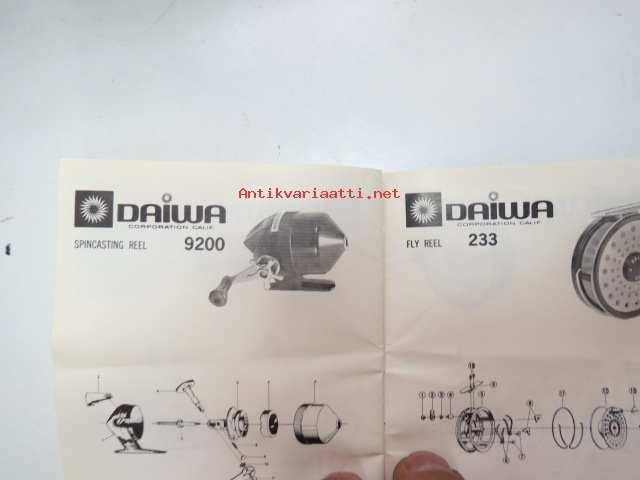 Antikvariaatti.net
DAIWA
CORPORATION CALIF.
SPINCASTING REEL 9200
DAIWA
CORPORATION CALIF.
FLY REEL 233